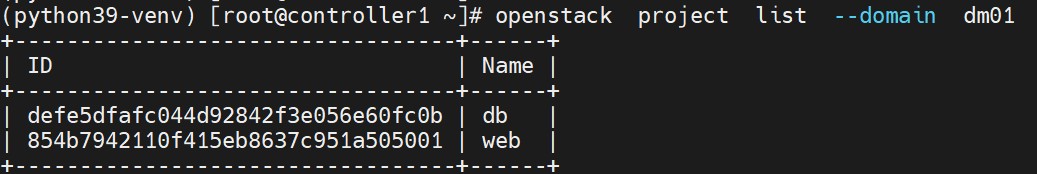 (python39-venv) [root@controller1 ~]# openstack  project  list  --domain  dm01
+----------------------------------+------+
| ID                               | Name |
+----------------------------------+------+
| defe5dfafc044d92842f3e056e60fc0b | db   |
| 854b7942110f415eb8637c951a505001 | web  |
+----------------------------------+------+